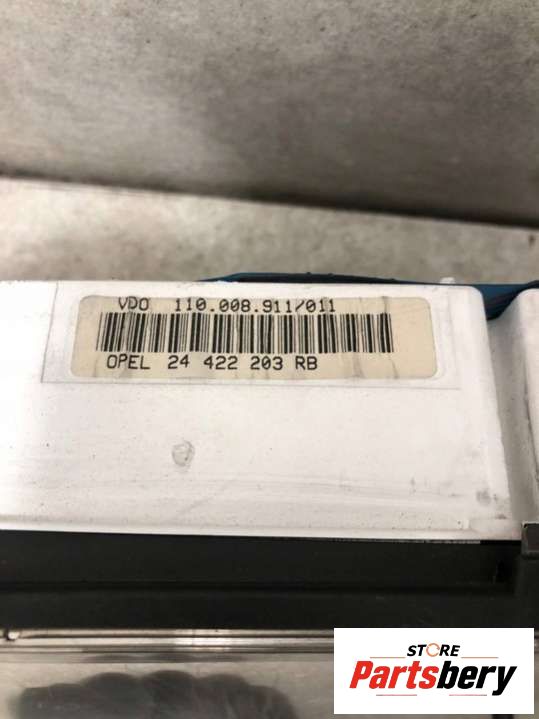 VDO 110.008.911/011
OPEL 24 422 203 RB
STORE
Partsbery